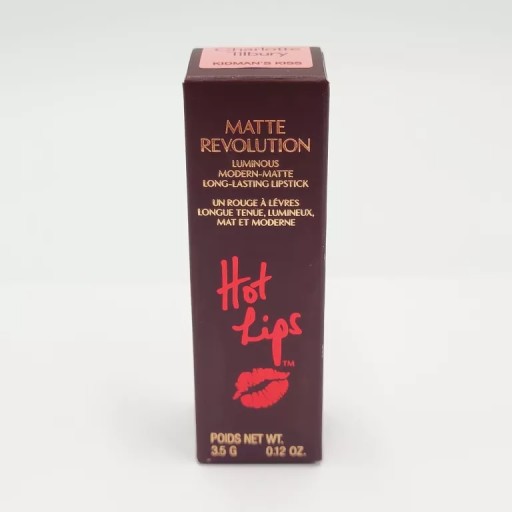 Charlotte
Tilbury
KIDMAN'S KISS
MATTE
REVOLUTION
LUMINOUS
MODERN-MATTE
LONG-LASTING LIPSTICK
UN ROUGE À LÈVRES
LONGUE TENUE, LUMINEUX,
MAT ET MODERNE
Hot
Lips
TM
POIDS NET WT.
3.5 G 0.12 OZ.